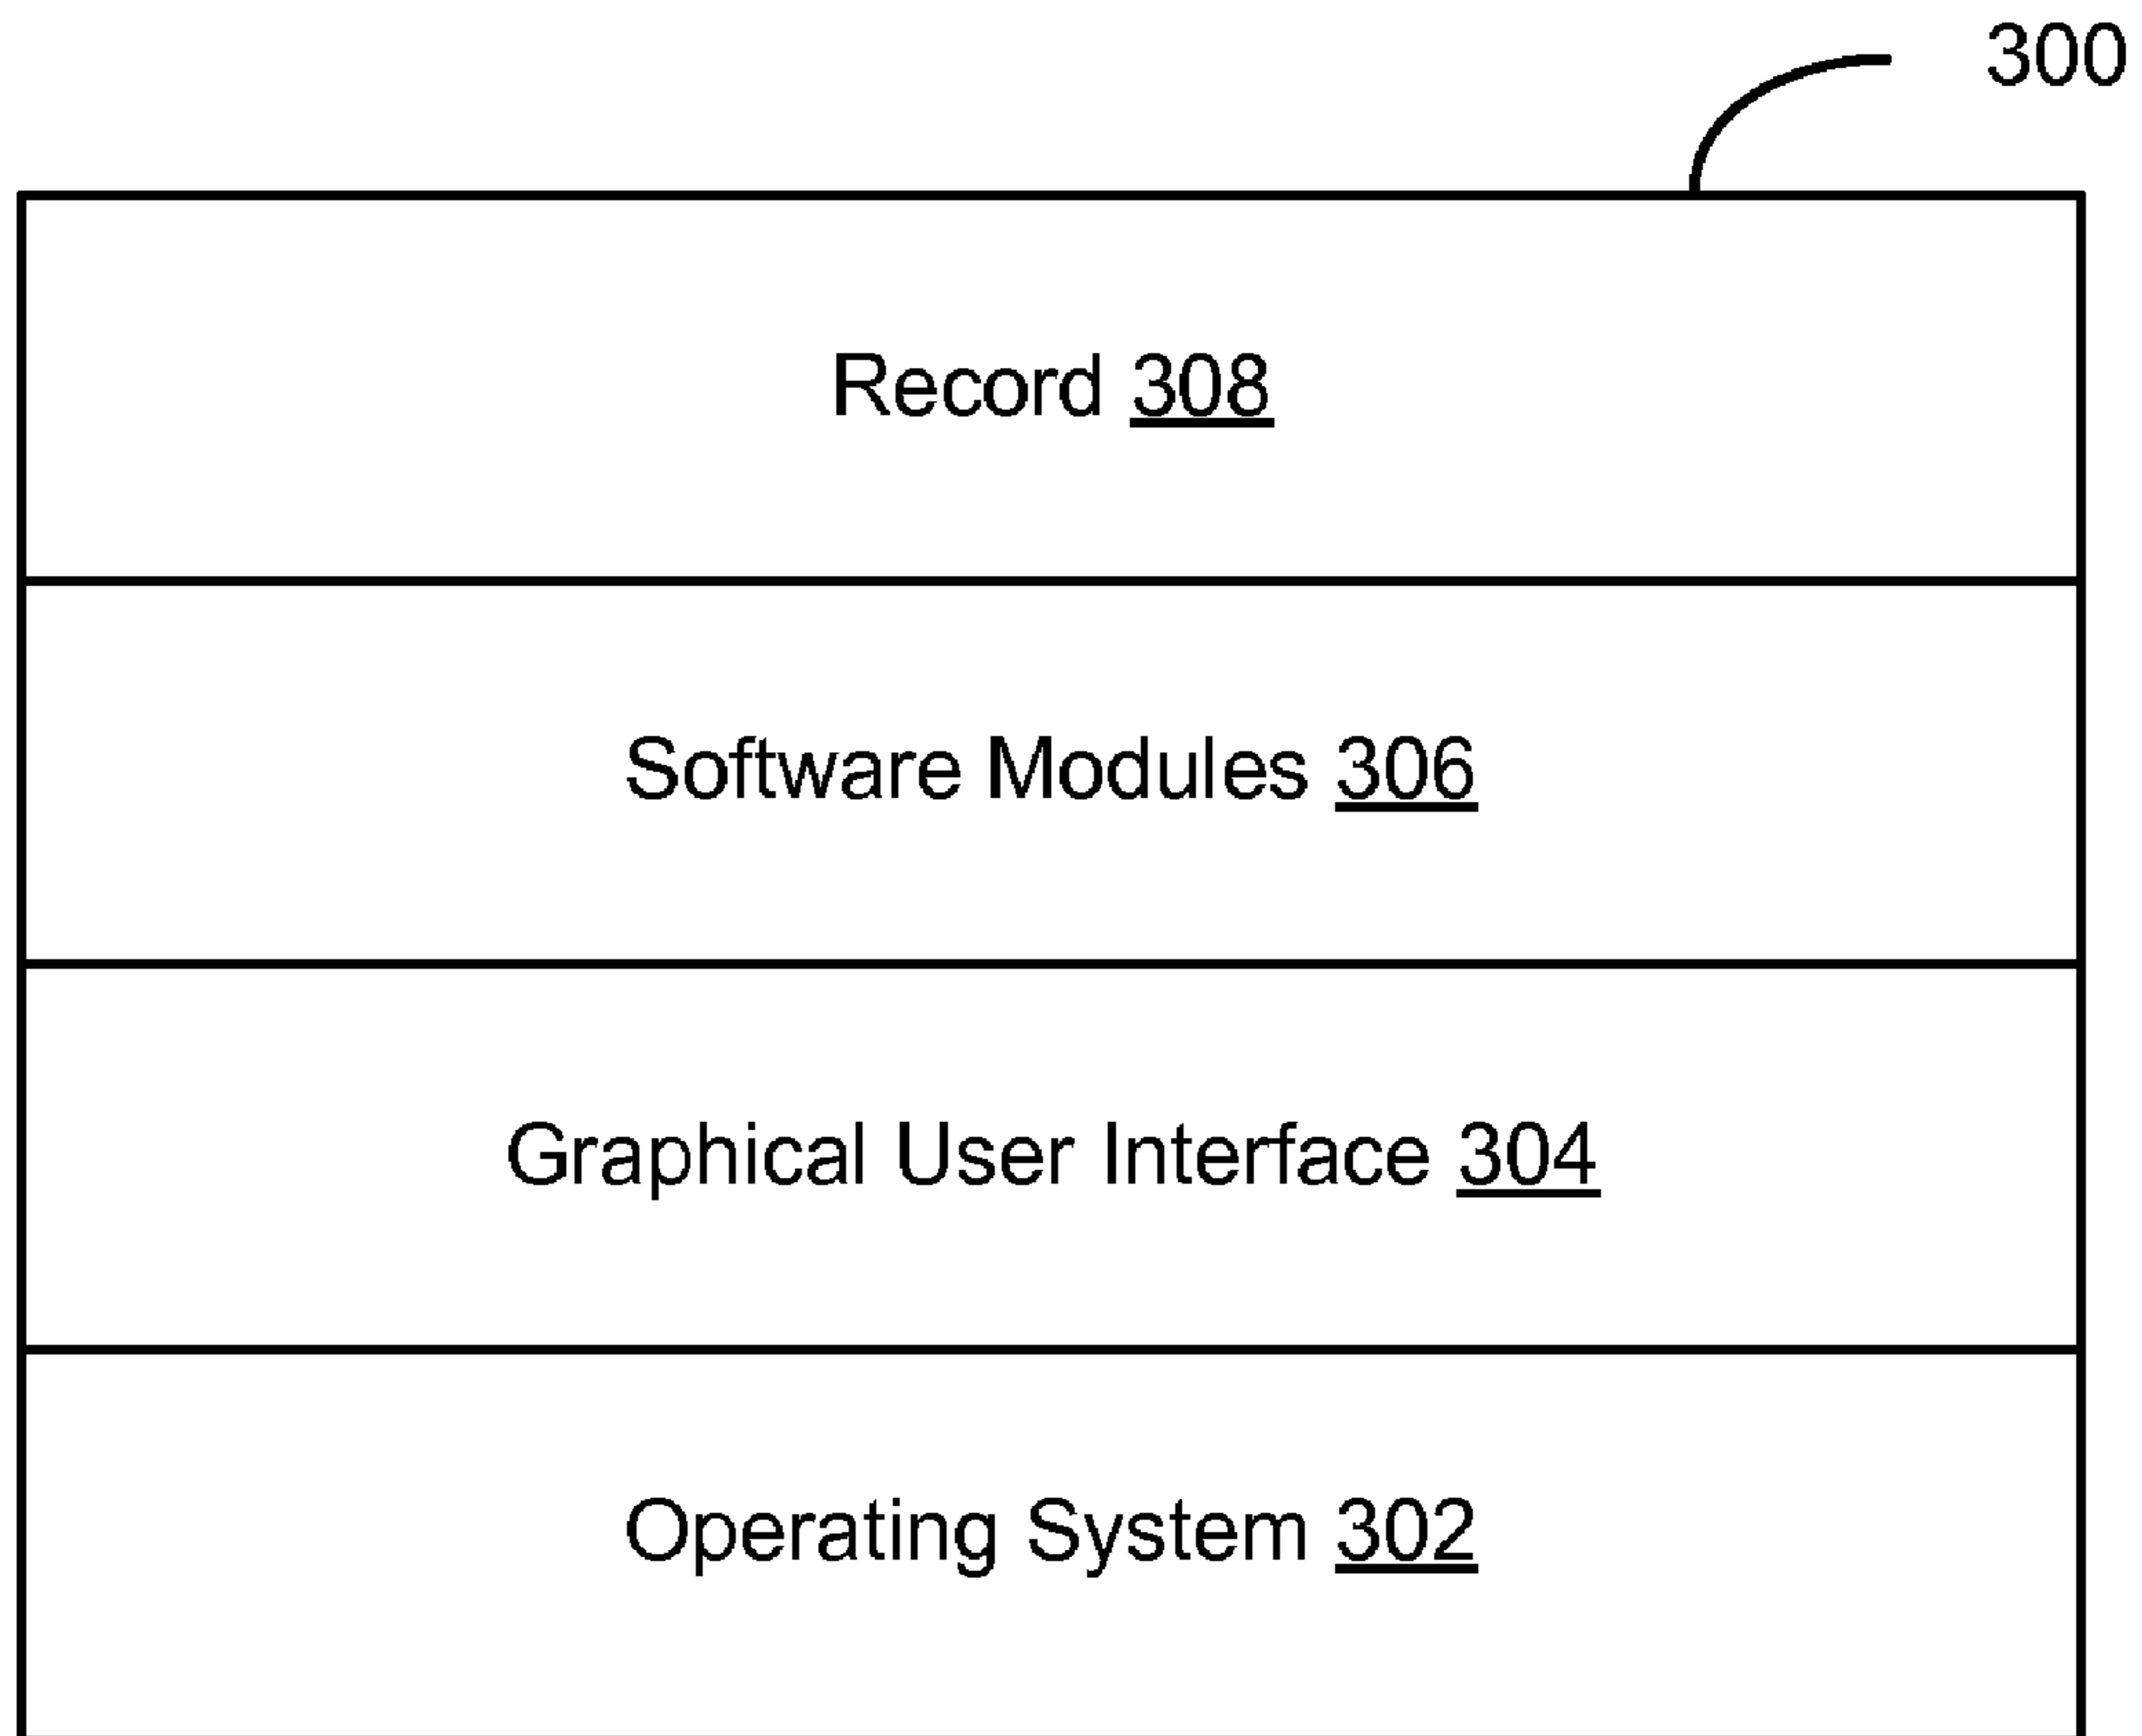 300
Record 308
Software Modules 306
Graphical User Interface 304
Operating System 302